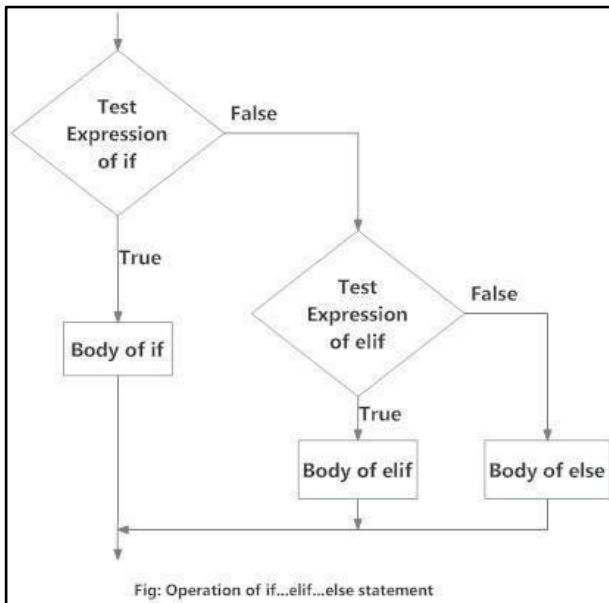 Test
Expression
of if
False
True
Body of if
Test
Expression
of elif
False
True
Body of elif
Body of else
Fig: Operation of if...elif...else statement